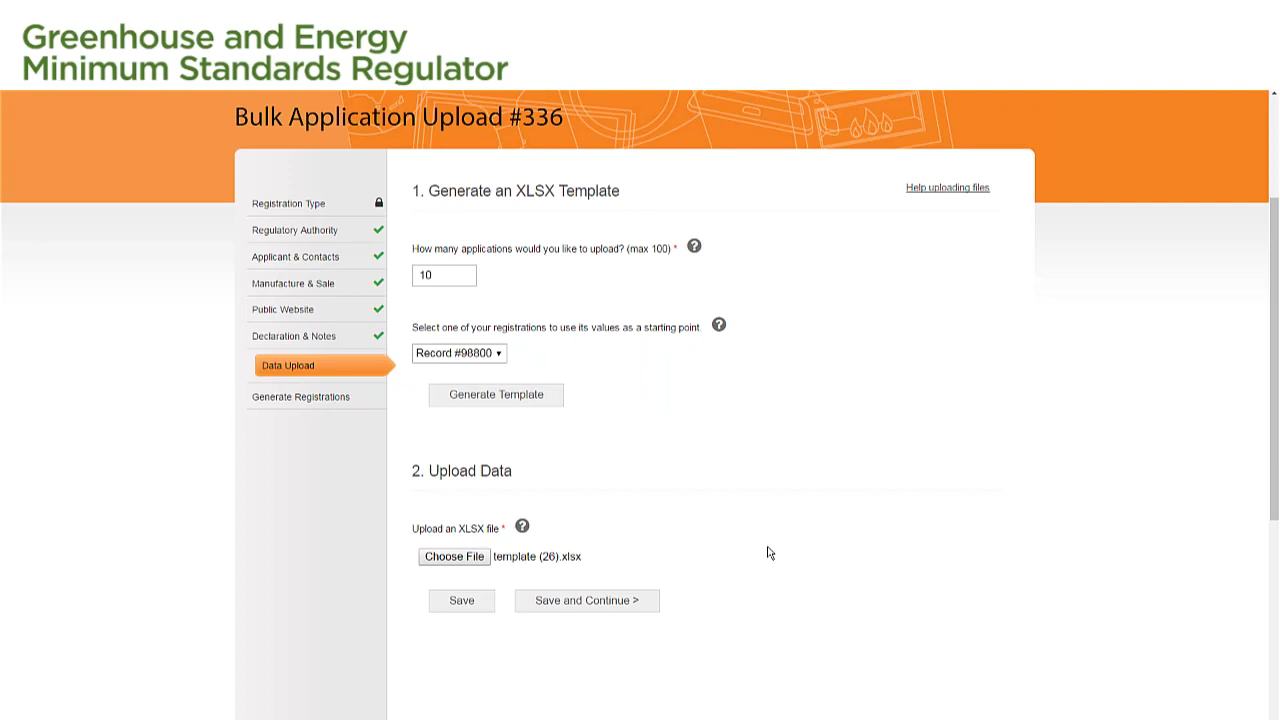 Greenhouse and Energy
Minimum Standards Regulator
Bulk Application Upload #336
Registration Type
Regulatory Authority
Applicant & Contacts
Manufacture & Sale
Public Website
Declaration & Notes
Data Upload
Generate Registrations
1. Generate an XLSX Template
Help uploading files
How many applications would you like to upload? (max 100) * ?
10
Select one of your registrations to use its values as a starting point. ?
Record #98800
Generate Template
2. Upload Data
Upload an XLSX file * ?
Choose File template (26).xlsx
Save
Save and Continue >